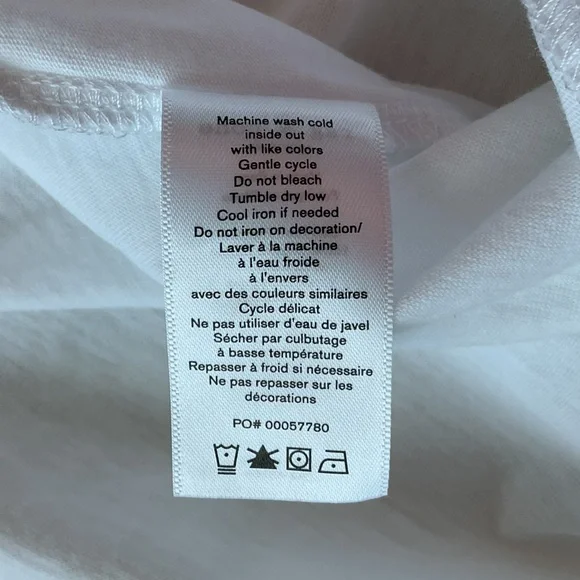 Machine wash cold
inside out
with like colors
Gentle cycle
Do not bleach
Tumble dry low
Cool iron if needed
Do not iron on decoration/
Laver à la machine
à l'eau froide
à l'envers
avec des couleurs similaires
Cycle délicat
Ne pas utiliser d'eau de javel
Sécher par culbutage
à basse température
Repasser à froid si nécessaire
Ne pas repasser sur les
décorations
PO# 00057780